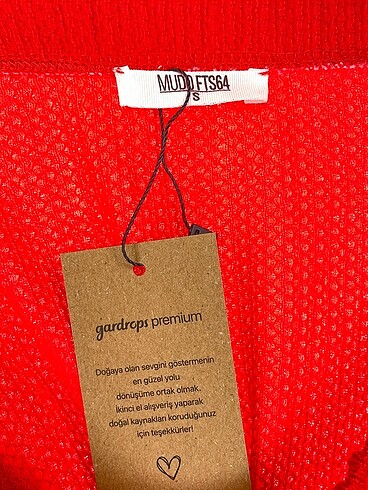 MUDO FTS64
S
gardrops premium
Doğaya olan sevgini göstermenin
en güzel yolu
dönüşüme ortak olmak.
İkinci el alışveriş yaparak
doğal kaynakları koruduğunuz
için teşekkürler!